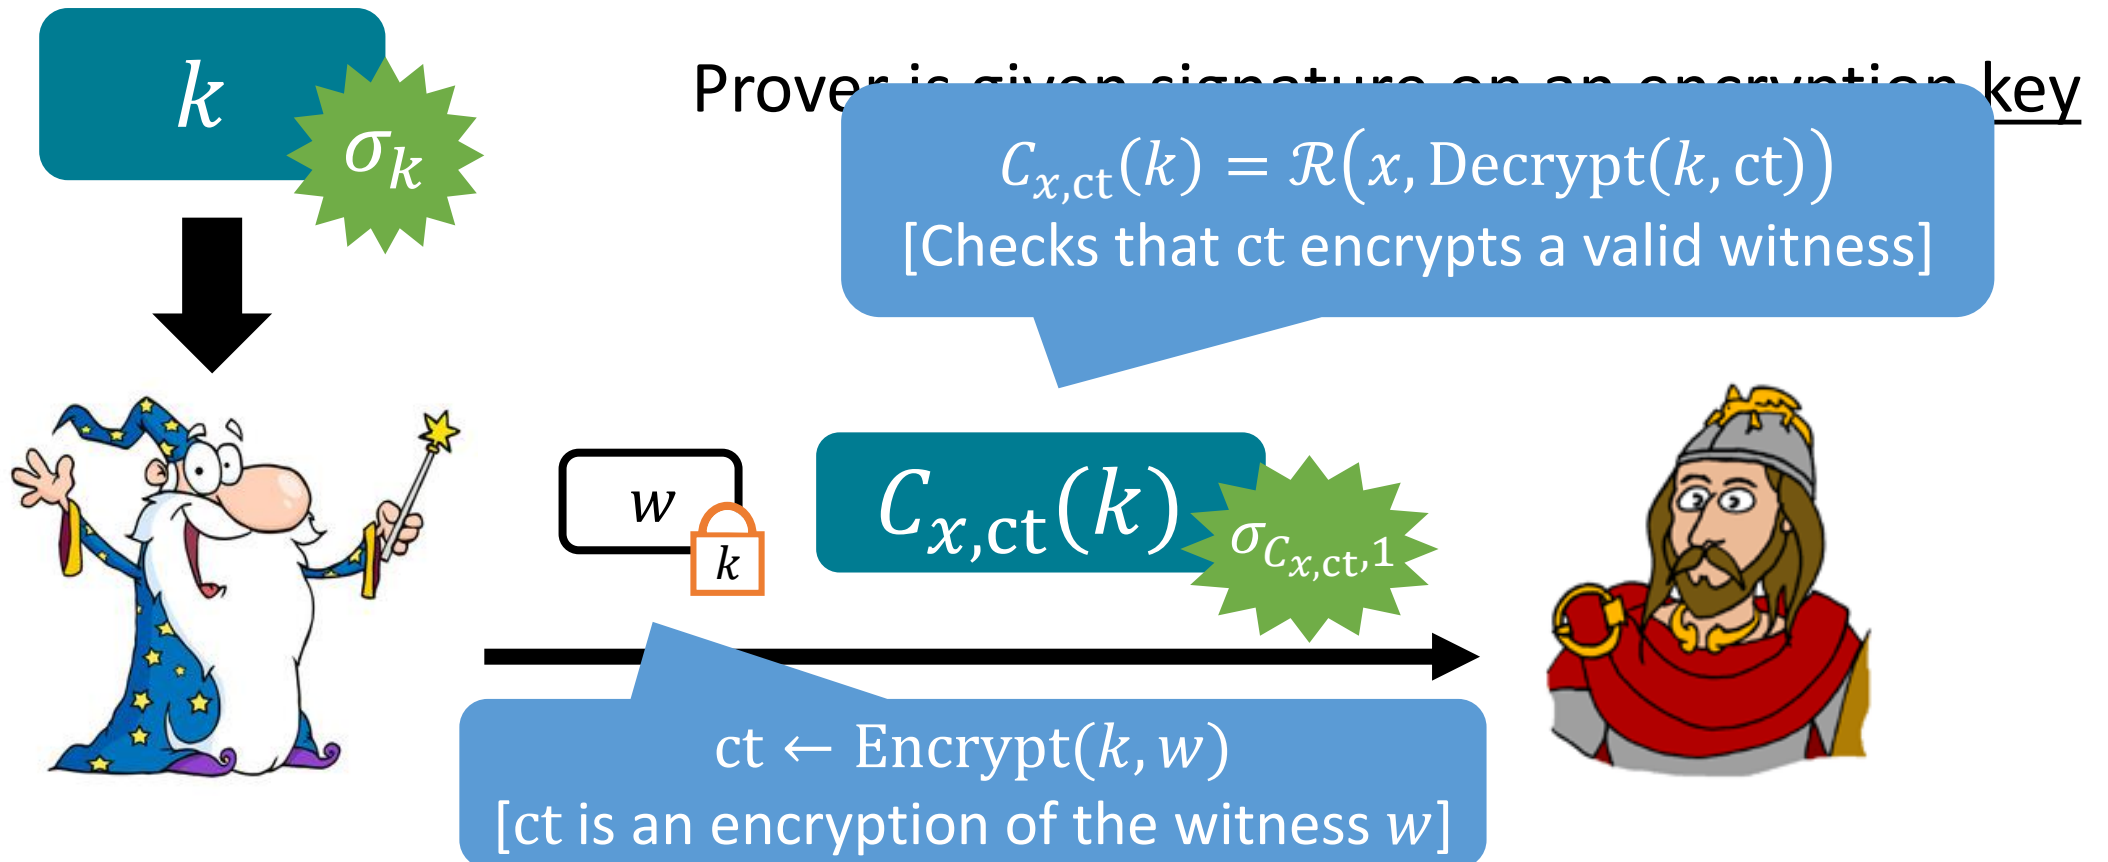 k
σ_k
Prover is given signature on an encryption key
C_{x,ct}(k) = ℛ(x, Decrypt(k, ct))
[Checks that ct encrypts a valid witness]
w
k
C_{x,ct}(k)
σ_{C_{x,ct},1}
ct ← Encrypt(k, w)
[ct is an encryption of the witness w]